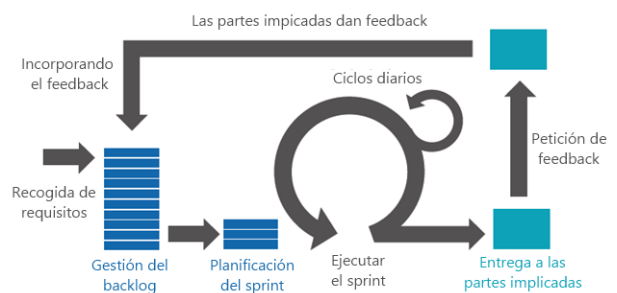 Las partes impicadas dan feedback
Incorporando
el feedback
Ciclos diarios
Petición de
feedback
Recogida de
requisitos
Gestión del
backlog
Planificación
del sprint
Ejecutar
el sprint
Entrega a las
partes implicadas